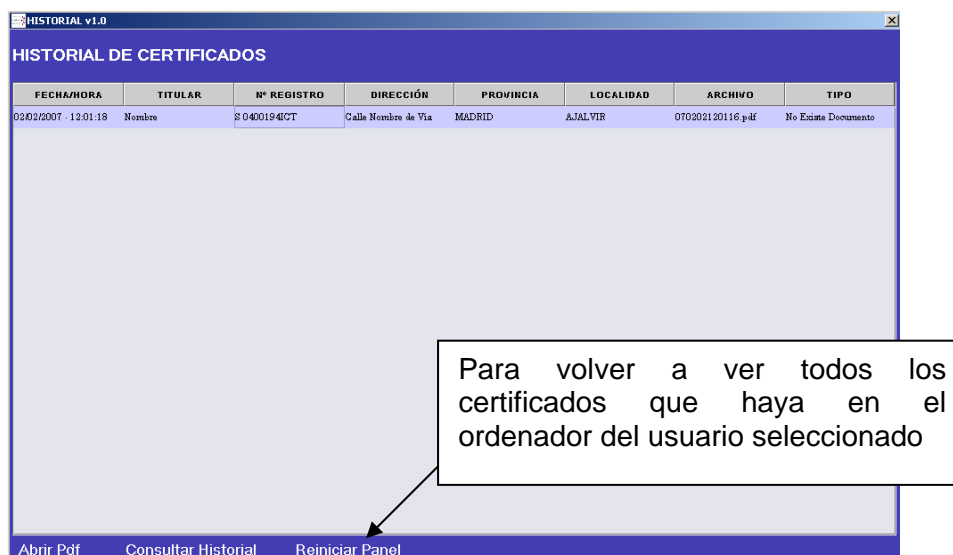 HISTORIAL v1.0
HISTORIAL DE CERTIFICADOS
FECHA/HORA TITULAR Nº REGISTRO DIRECCIÓN PROVINCIA LOCALIDAD ARCHIVO TIPO
02/02/2007 - 12:01:18 Nombre S 0400194ICT Calle Nombre de Via MADRID AJALVIR 070202120116.pdf No Existe Documento
Para volver a ver todos los
certificados que haya en el
ordenador del usuario seleccionado
Abrir Pdf Consultar Historial Reiniciar Panel